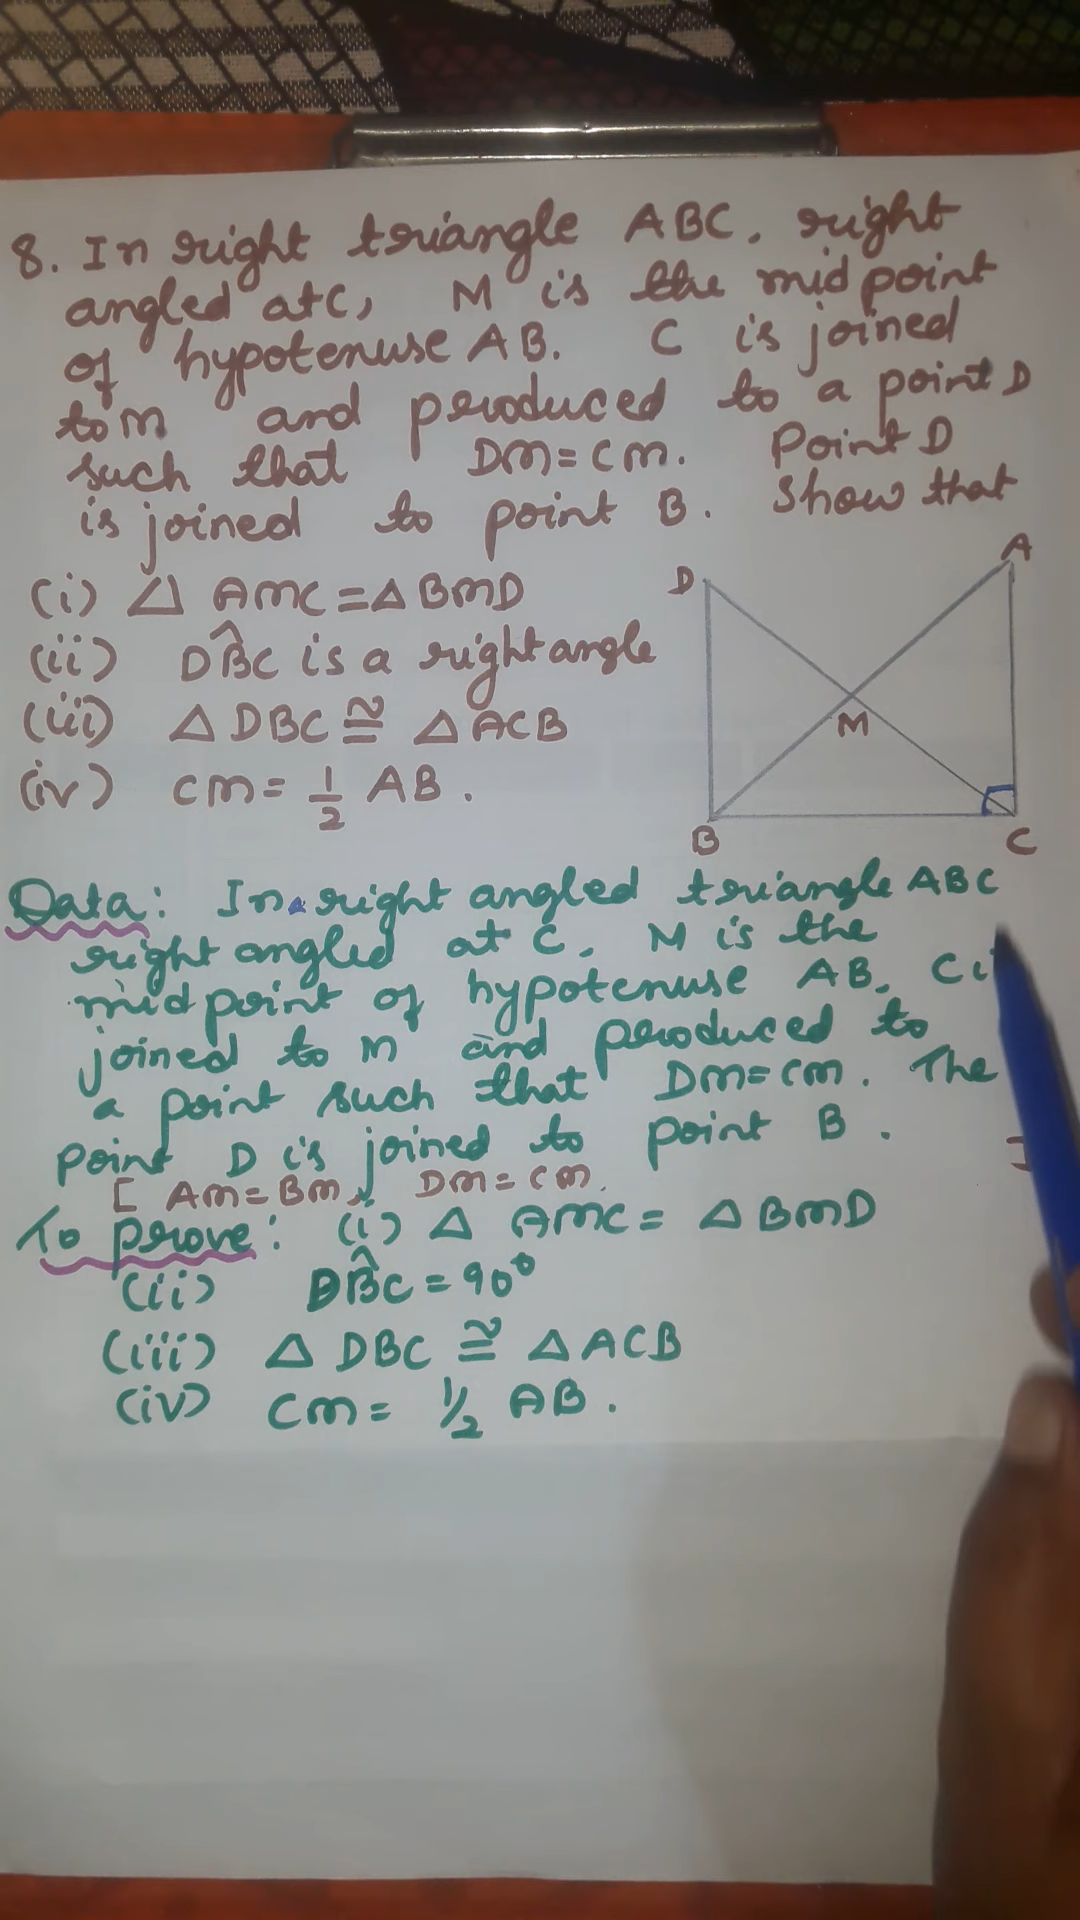 8. In right triangle ABC, right
angled at C, M is the mid point
of hypotenuse AB. C is joined
to m and produced to a point D
such that DM = CM. Point D
is joined to point B. Show that
(i) △ AMC = △ BMD
(ii) DB̂C is a right angle
(iii) △ DBC ≅ △ ACB
(iv) CM = 1/2 AB.
D
A
M
B
C
Data: In right angled triangle ABC
right angled at C. M is the
mid point of hypotenuse AB. C
joined to m and produced to
a point such that DM = CM. The
point D is joined to point B.
[ AM = BM, DM = CM.
To prove: (i) △ AMC = △ BMD
(ii) DB̂C = 90°
(iii) △ DBC ≅ △ ACB
(iv) CM = 1/2 AB.